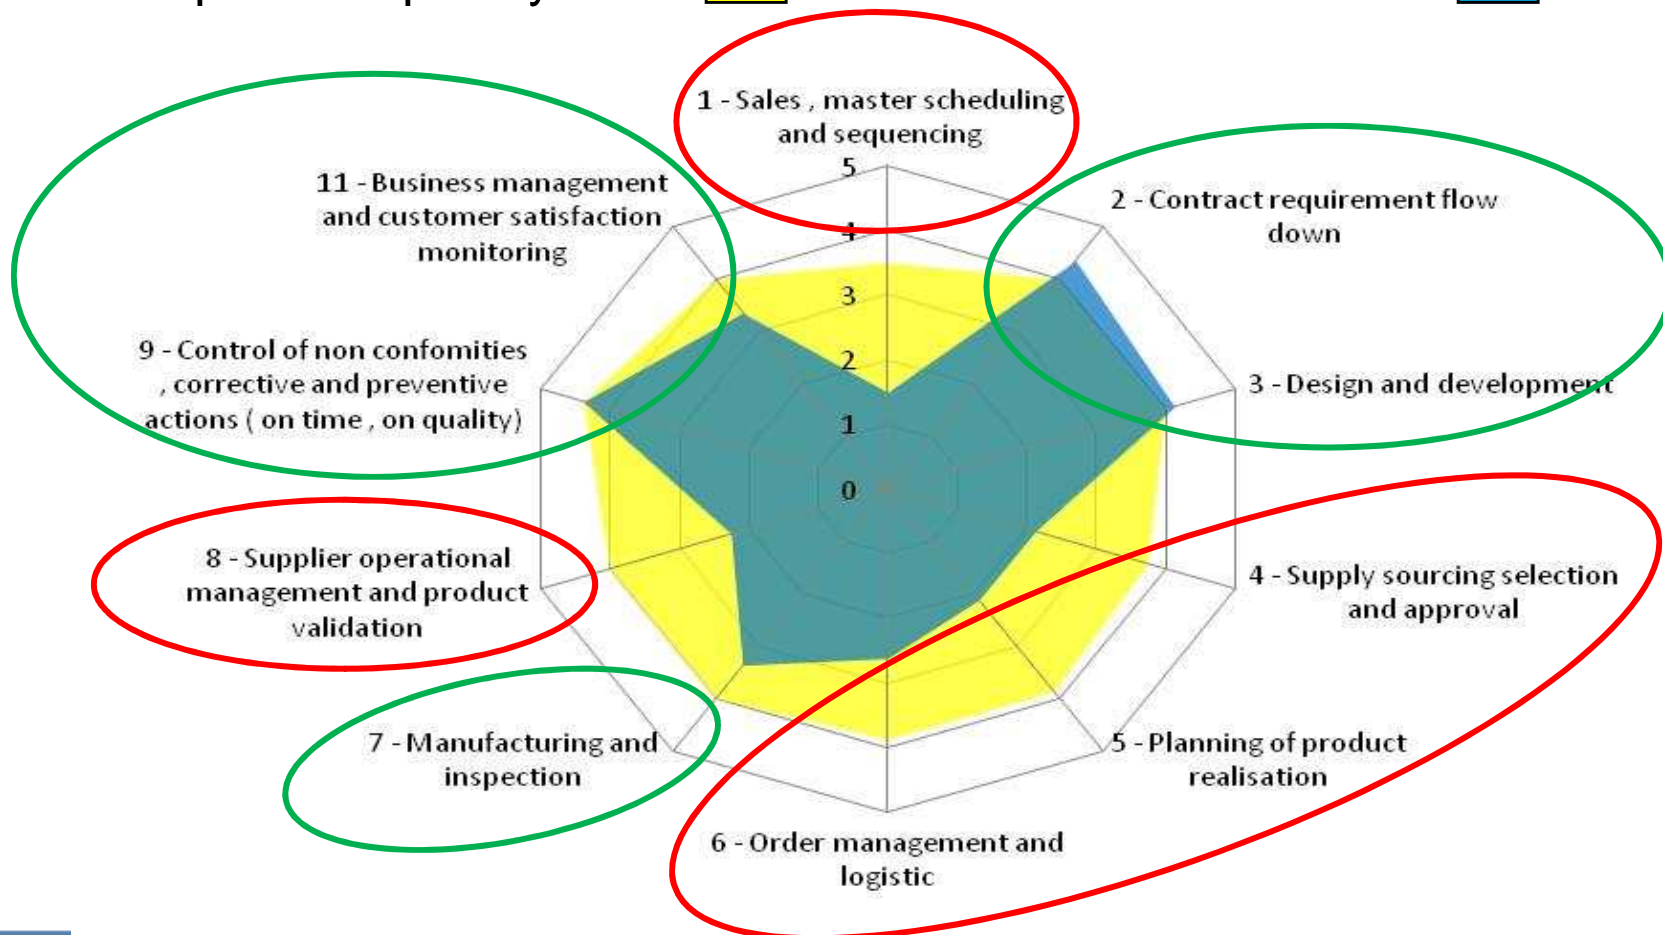 1 - Sales , master scheduling
and sequencing
2 - Contract requirement flow
down
3 - Design and development
4 - Supply sourcing selection
and approval
5 - Planning of product
realisation
6 - Order management and
logistic
7 - Manufacturing and
inspection
8 - Supplier operational
management and product
validation
9 - Control of non confomities
, corrective and preventive
actions ( on time , on quality)
11 - Business management
and customer satisfaction
monitoring
5
4
3
2
1
0